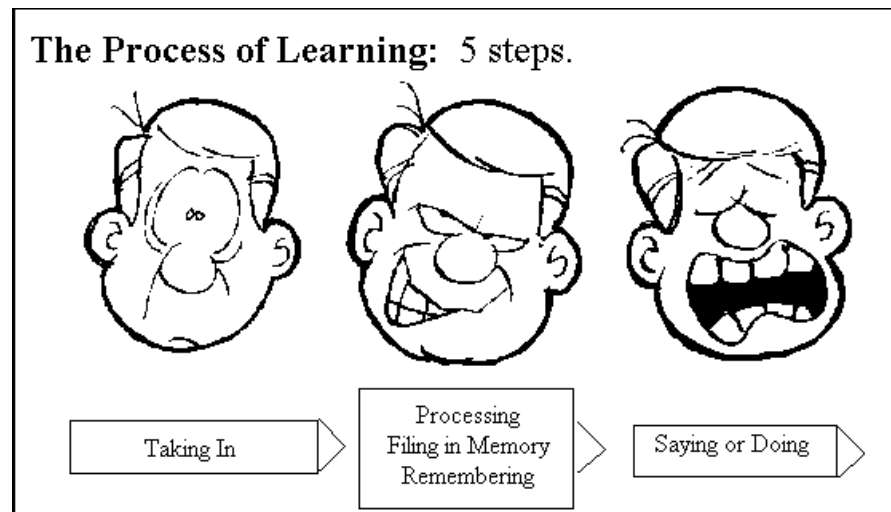 The Process of Learning: 5 steps.
Taking In
Processing
Filing in Memory
Remembering
Saying or Doing